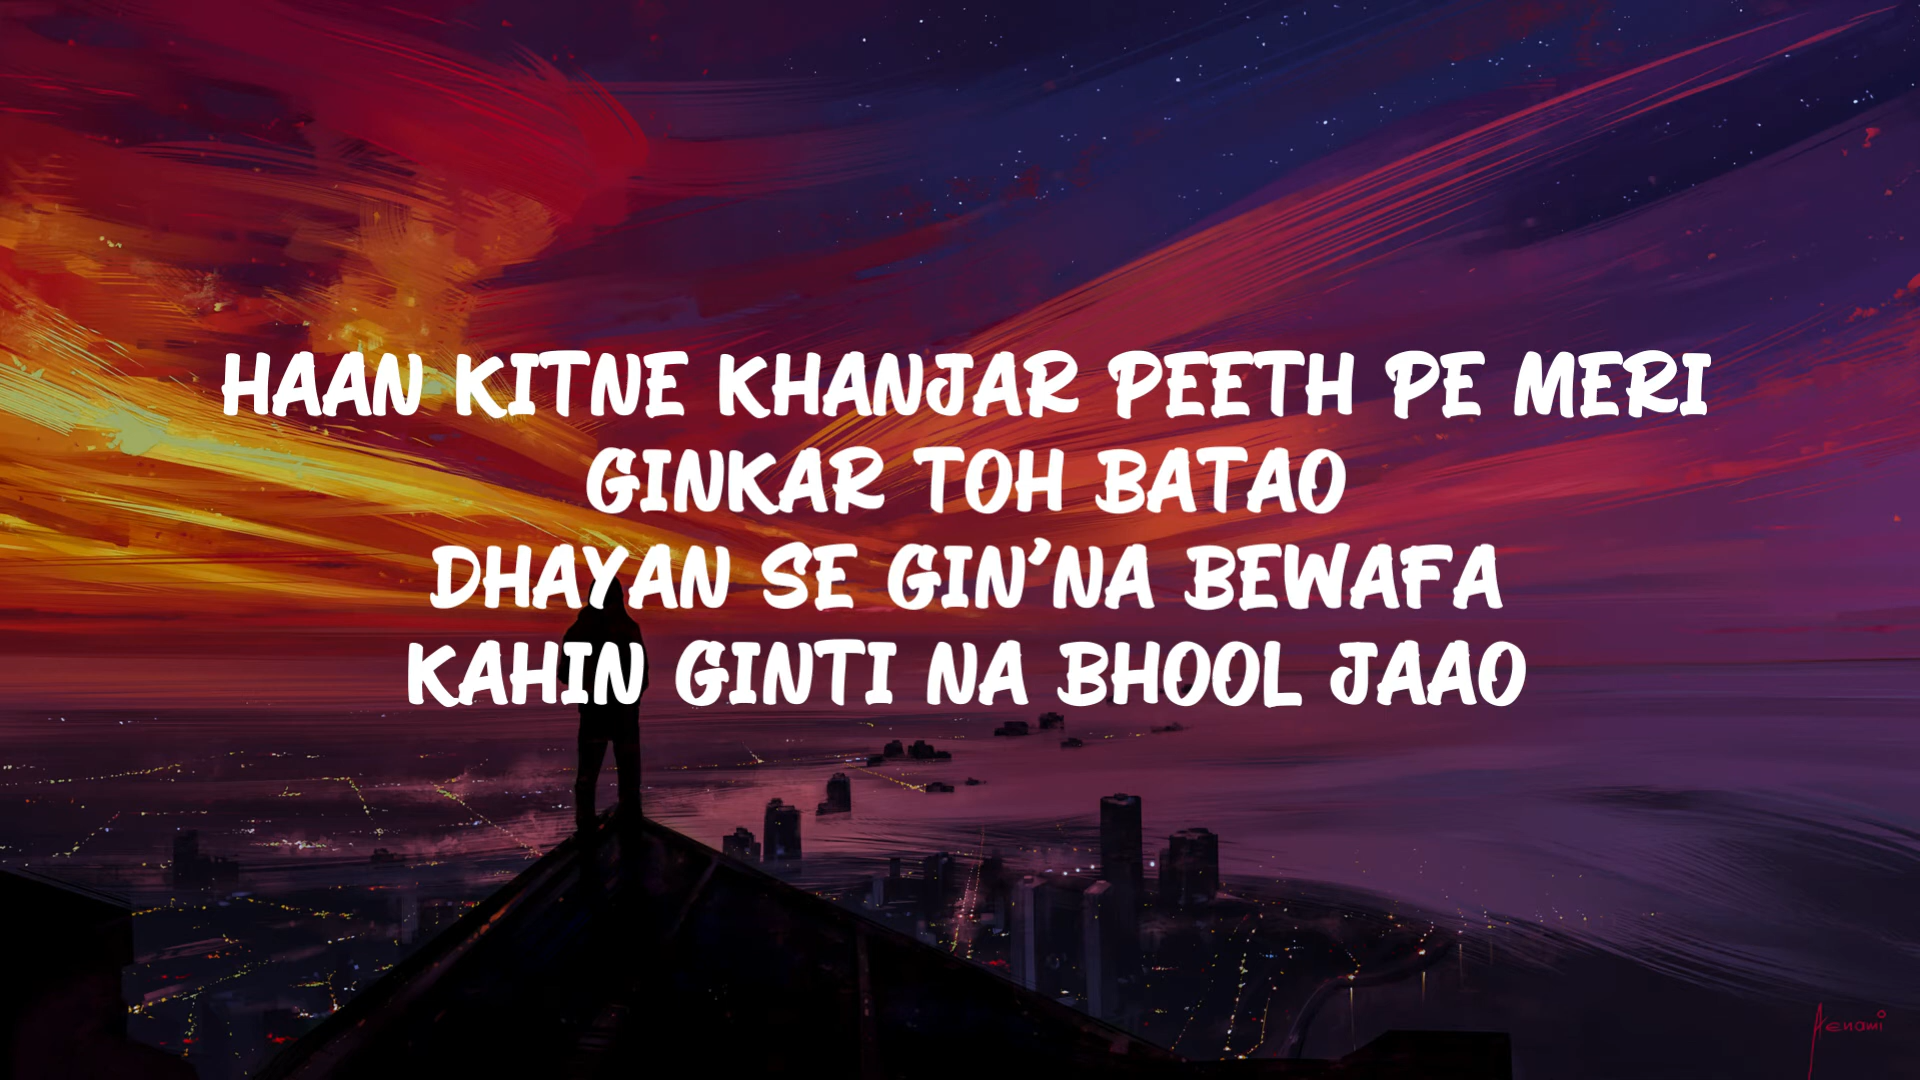 HAAN KITNE KHANJAR PEETH PE MERI
GINKAR TOH BATAO
DHAYAN SE GIN'NA BEWAFA
KAHIN GINTI NA BHOOL JAAO
Aenami